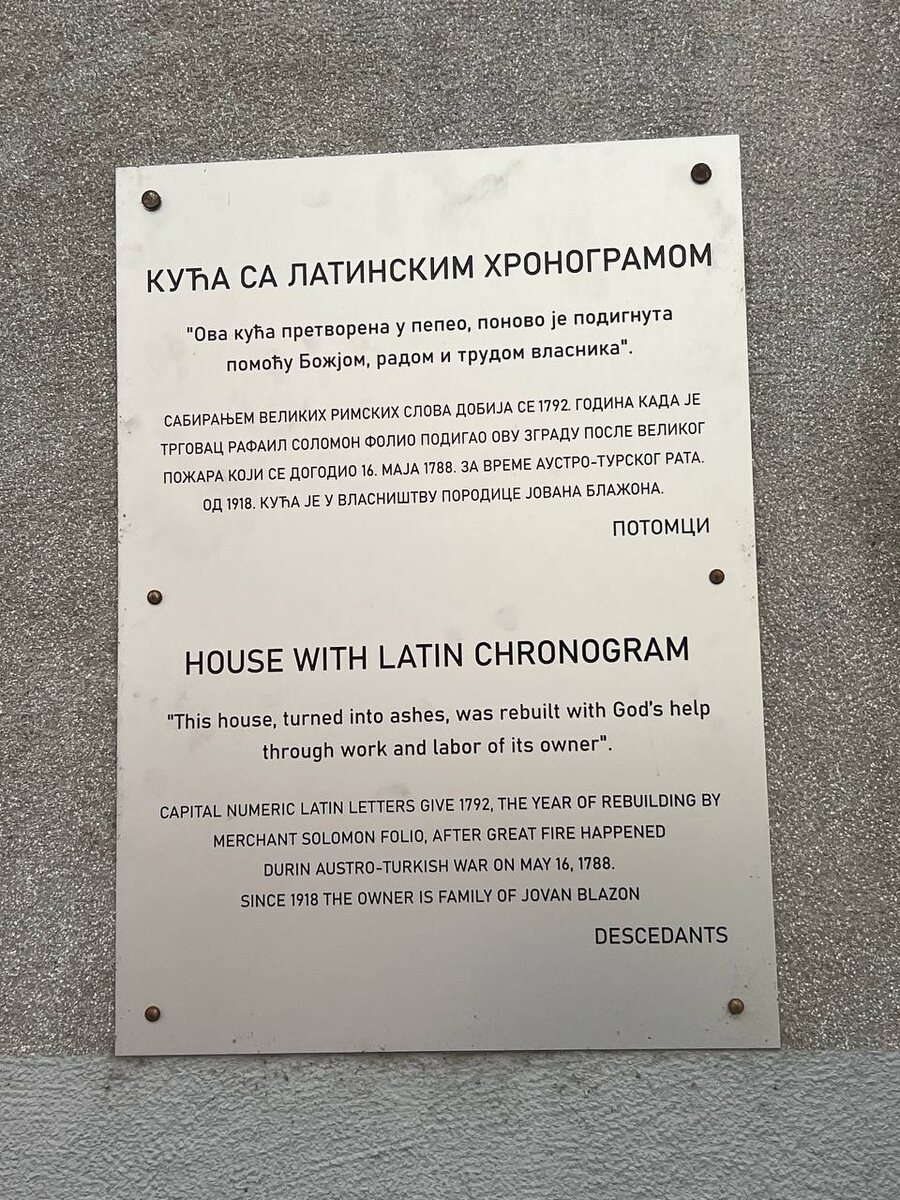 КУЋА СА ЛАТИНСКИМ ХРОНОГРАМОМ
"Ова кућа претворена у пепео, поново је подигнута
помоћу Божјом, радом и трудом власника".
САБИРАЊЕМ ВЕЛИКИХ РИМСКИХ СЛОВА ДОБИЈА СЕ 1792. ГОДИНА КАДА ЈЕ
ТРГОВАЦ РАФАИЛ СОЛОМОН ФОЛИО ПОДИГАО ОВУ ЗГРАДУ ПОСЛЕ ВЕЛИКОГ
ПОЖАРА КОЈИ СЕ ДОГОДИО 16. МАЈА 1788. ЗА ВРЕМЕ АУСТРО-ТУРСКОГ РАТА.
ОД 1918. КУЋА ЈЕ У ВЛАСНИШТВУ ПОРОДИЦЕ ЈОВАНА БЛАЖОНА.
ПОТОМЦИ
HOUSE WITH LATIN CHRONOGRAM
"This house, turned into ashes, was rebuilt with God's help
through work and labor of its owner".
CAPITAL NUMERIC LATIN LETTERS GIVE 1792, THE YEAR OF REBUILDING BY
MERCHANT SOLOMON FOLIO, AFTER GREAT FIRE HAPPENED
DURIN AUSTRO-TURKISH WAR ON MAY 16, 1788.
SINCE 1918 THE OWNER IS FAMILY OF JOVAN BLAZON
DESCEDANTS